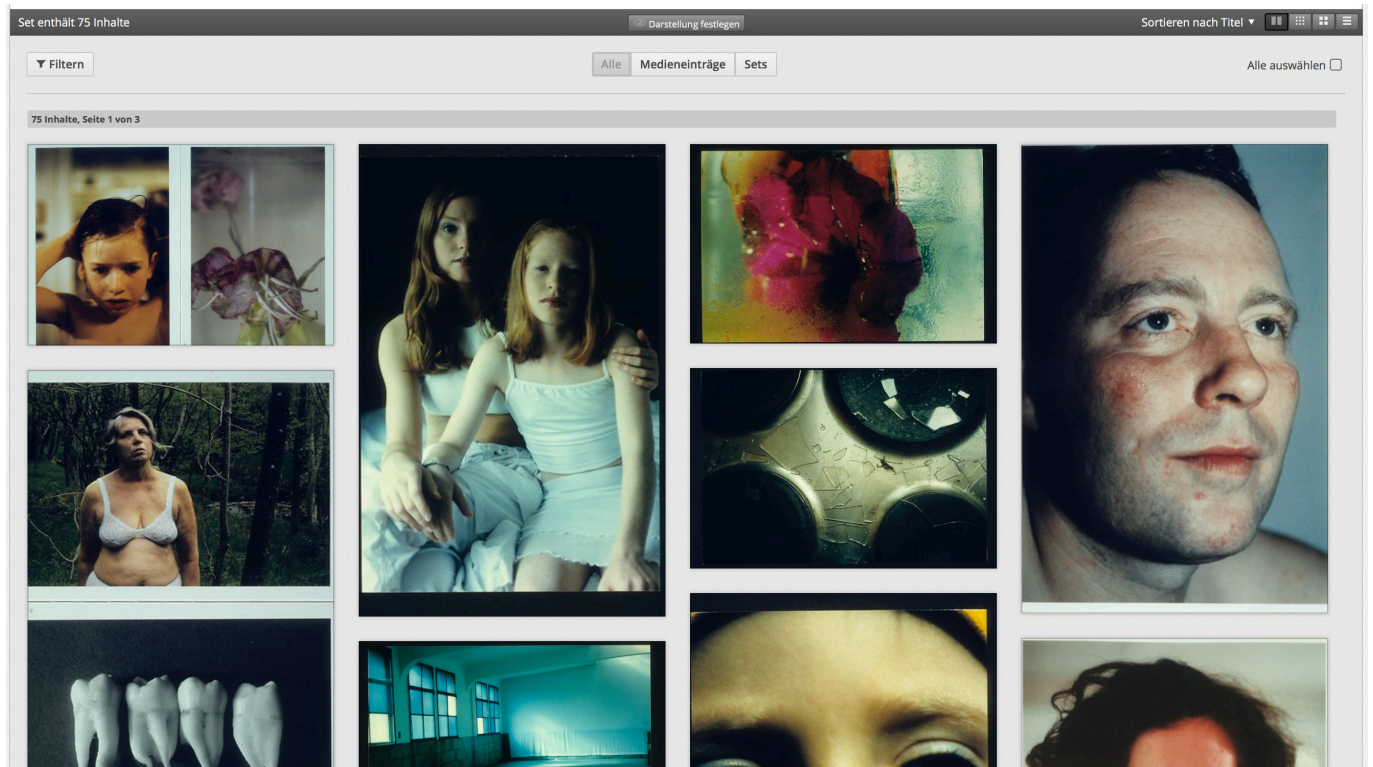 Set enthält 75 Inhalte
Darstellung festlegen
Sortieren nach Titel
Filtern
Alle
Medieneinträge
Sets
Alle auswählen
75 Inhalte, Seite 1 von 3